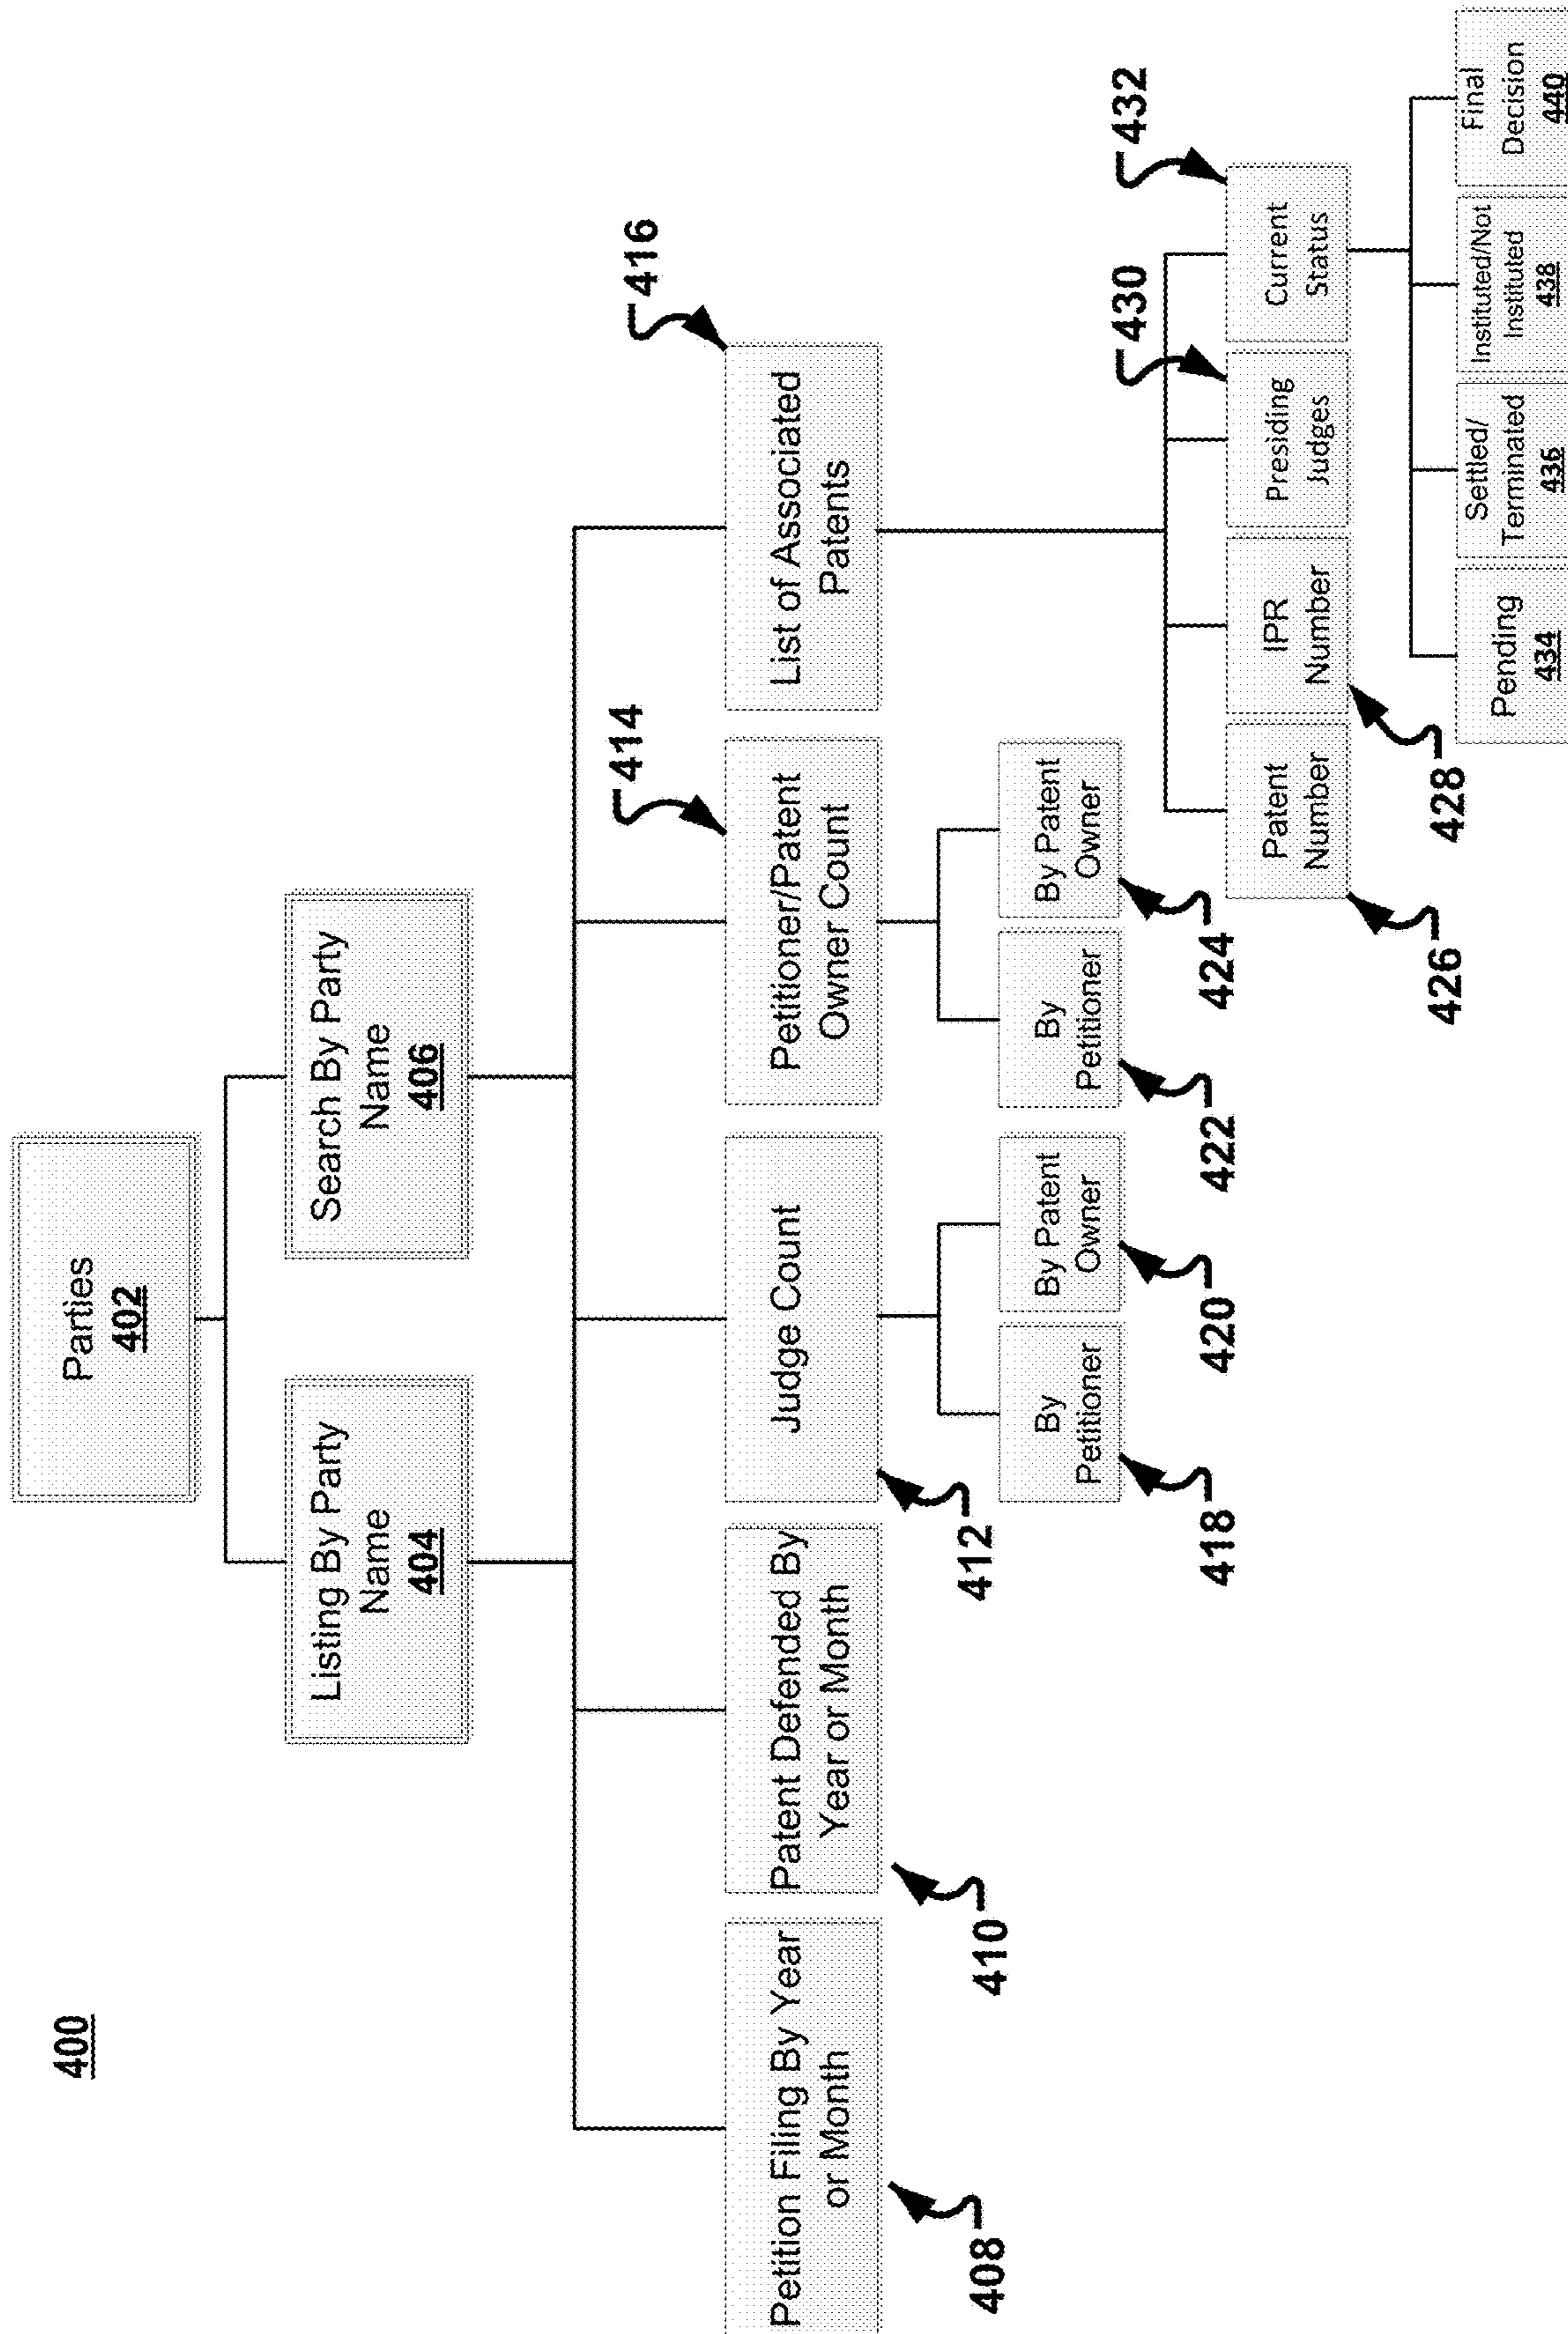 400
Parties
402
Listing By Party
Name
404
Search By Party
Name
406
Petition Filing By Year
or Month
408
Patent Defended By
Year or Month
410
Judge Count
412
Petitioner/Patent
Owner Count
414
List of Associated
Patents
416
By
Petitioner
418
By Patent
Owner
420
By
Petitioner
422
By Patent
Owner
424
Patent
Number
426
IPR
Number
428
Presiding
Judges
430
Current
Status
432
Pending
434
Settled/
Terminated
436
Instituted/Not
Instituted
438
Final
Decision
440